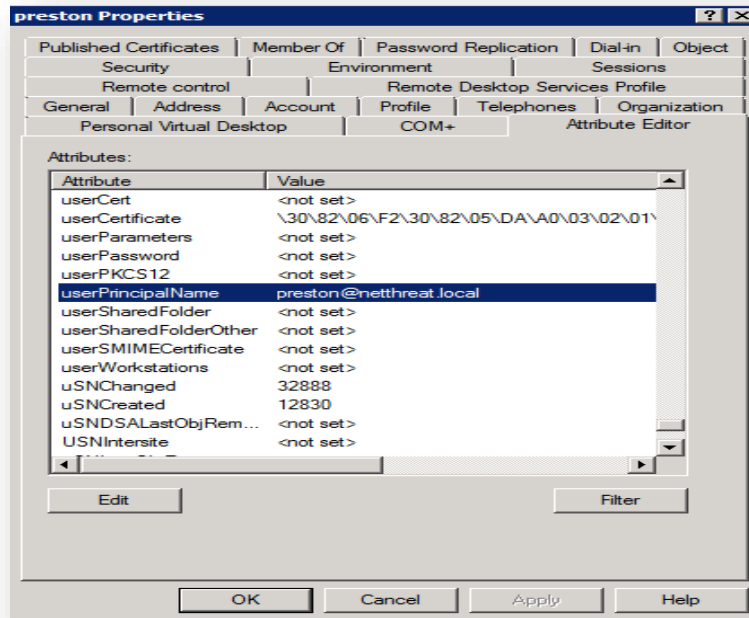 preston Properties
Published Certificates Member Of Password Replication Dial-in Object
Security Environment Sessions
Remote control Remote Desktop Services Profile
General Address Account Profile Telephones Organization
Personal Virtual Desktop COM+ Attribute Editor
Attributes:
Attribute Value
userCert <not set>
userCertificate \30\82\06\F2\30\82\05\DA\A0\03\02\01\
userParameters <not set>
userPassword <not set>
userPKCS12 <not set>
userPrincipalName preston@netthreat.local
userSharedFolder <not set>
userSharedFolderOther <not set>
userSMIMECertificate <not set>
userWorkstations <not set>
uSNChanged 32888
uSNCreated 12830
uSNDSALastObjRem... <not set>
USNIntersite <not set>
Edit Filter
OK Cancel Apply Help